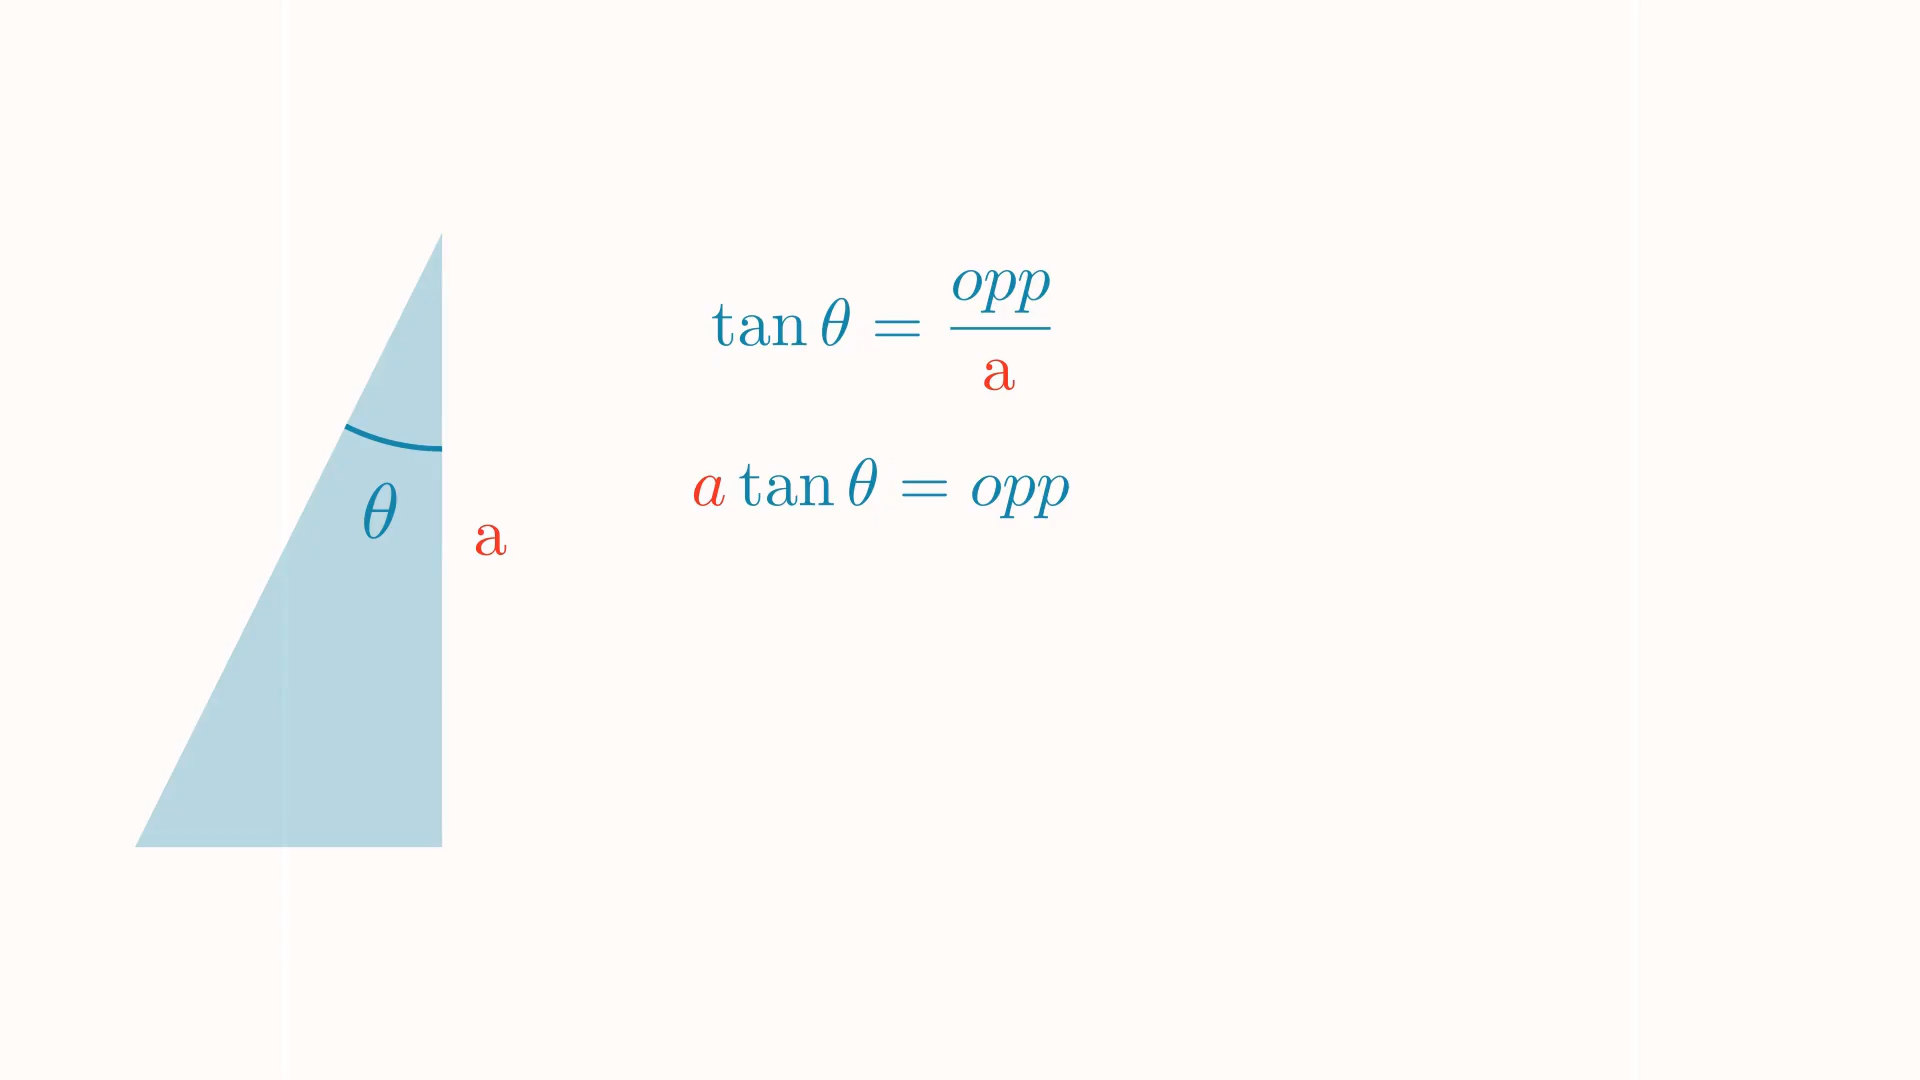 tan θ = opp / a
a tan θ = opp
θ
a